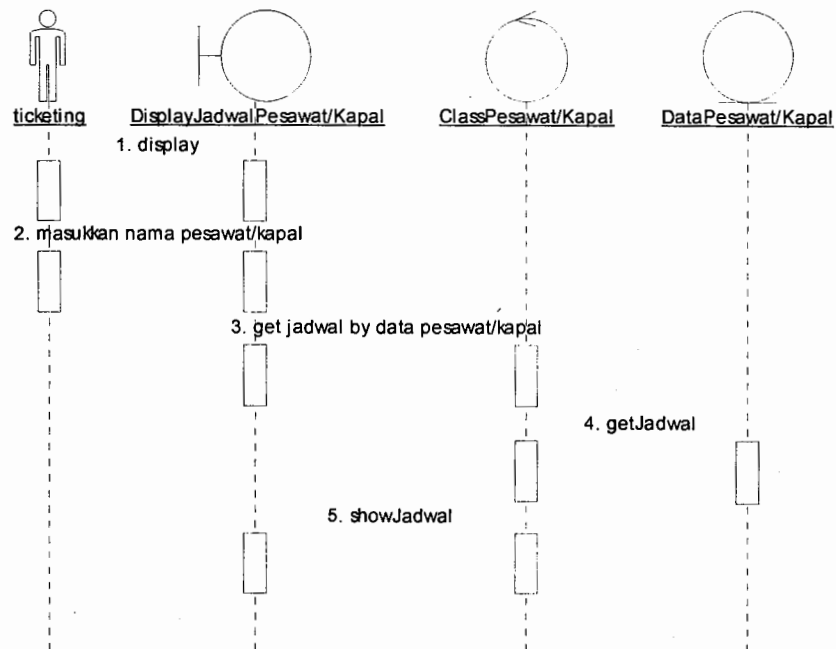 ticketing
DisplayJadwalPesawat/Kapal
ClassPesawat/Kapal
DataPesawat/Kapal
1. display
2. masukkan nama pesawat/kapal
3. get jadwal by data pesawat/kapal
4. getJadwal
5. showJadwal